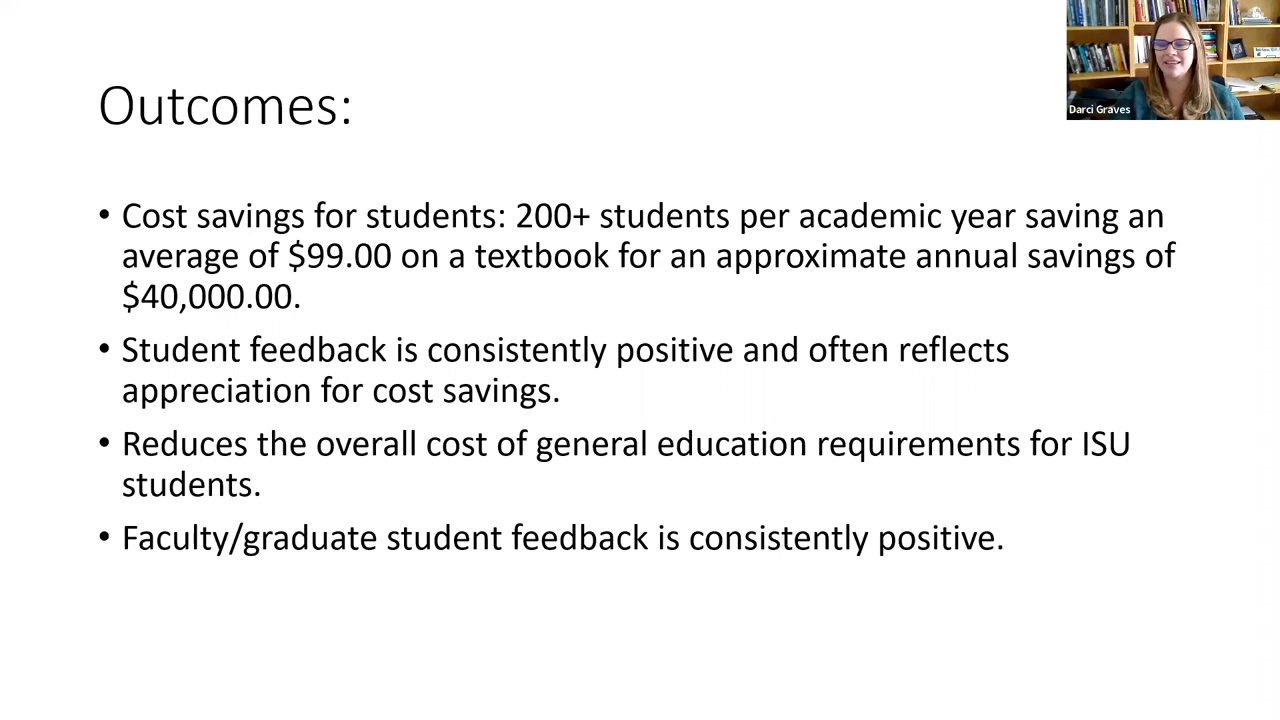 Darci Graves
Outcomes:
• Cost savings for students: 200+ students per academic year saving an
average of $99.00 on a textbook for an approximate annual savings of
$40,000.00.
• Student feedback is consistently positive and often reflects
appreciation for cost savings.
• Reduces the overall cost of general education requirements for ISU
students.
• Faculty/graduate student feedback is consistently positive.